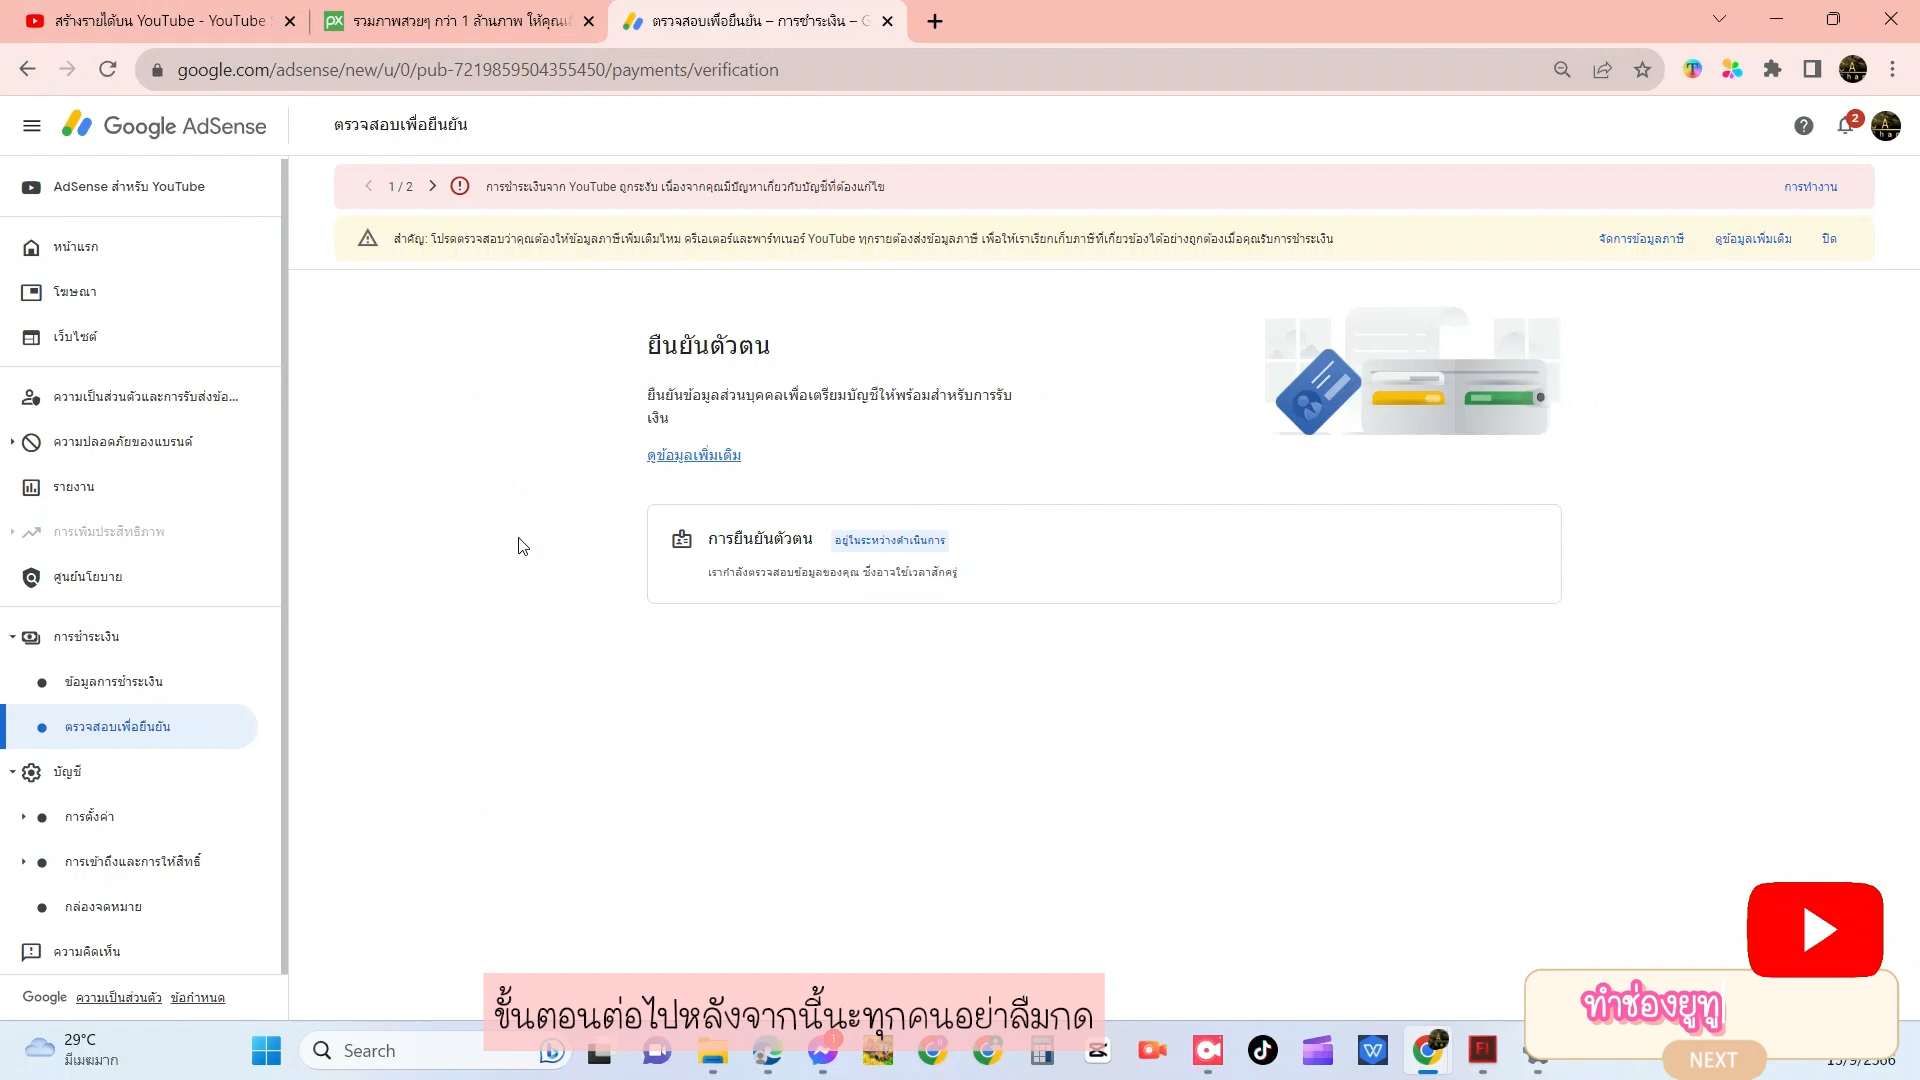 สร้างรายได้บน YouTube - YouTube
รวมภาพสวยๆ กว่า 1 ล้านภาพ ให้คุณ
ตรวจสอบเพื่อยืนยัน – การชำระเงิน – G
google.com/adsense/new/u/0/pub-7219859504355450/payments/verification
Google AdSense
ตรวจสอบเพื่อยืนยัน
2
AdSense สำหรับ YouTube
1 / 2
การชำระเงินจาก YouTube ถูกระงับ เนื่องจากคุณมีปัญหาเกี่ยวกับบัญชีที่ต้องแก้ไข
การทำงาน
สำคัญ: โปรดตรวจสอบว่าคุณต้องให้ข้อมูลภาษีเพิ่มเติมไหม ครีเอเตอร์และพาร์ทเนอร์ YouTube ทุกรายต้องส่งข้อมูลภาษี เพื่อให้เราเรียกเก็บภาษีที่เกี่ยวข้องได้อย่างถูกต้องเมื่อคุณรับการชำระเงิน
จัดการข้อมูลภาษี
ดูข้อมูลเพิ่มเติม
ปิด
หน้าแรก
โฆษณา
เว็บไซต์
ความเป็นส่วนตัวและการรับส่งข้อ...
ความปลอดภัยของแบรนด์
รายงาน
การเพิ่มประสิทธิภาพ
ศูนย์นโยบาย
การชำระเงิน
ข้อมูลการชำระเงิน
ตรวจสอบเพื่อยืนยัน
บัญชี
การตั้งค่า
การเข้าถึงและการให้สิทธิ์
กล่องจดหมาย
ความคิดเห็น
Google ความเป็นส่วนตัว ข้อกำหนด
ยืนยันตัวตน
ยืนยันข้อมูลส่วนบุคคลเพื่อเตรียมบัญชีให้พร้อมสำหรับการรับ
เงิน
ดูข้อมูลเพิ่มเติม
การยืนยันตัวตน
อยู่ในระหว่างดำเนินการ
เรากำลังตรวจสอบข้อมูลของคุณ ซึ่งอาจใช้เวลาสักครู่
ขั้นตอนต่อไปหลังจากนี้นะทุกคนอย่าลืมกด
ทำช่องยูทู
NEXT
29°C
มีเมฆมาก
Search
1
15/9/2566